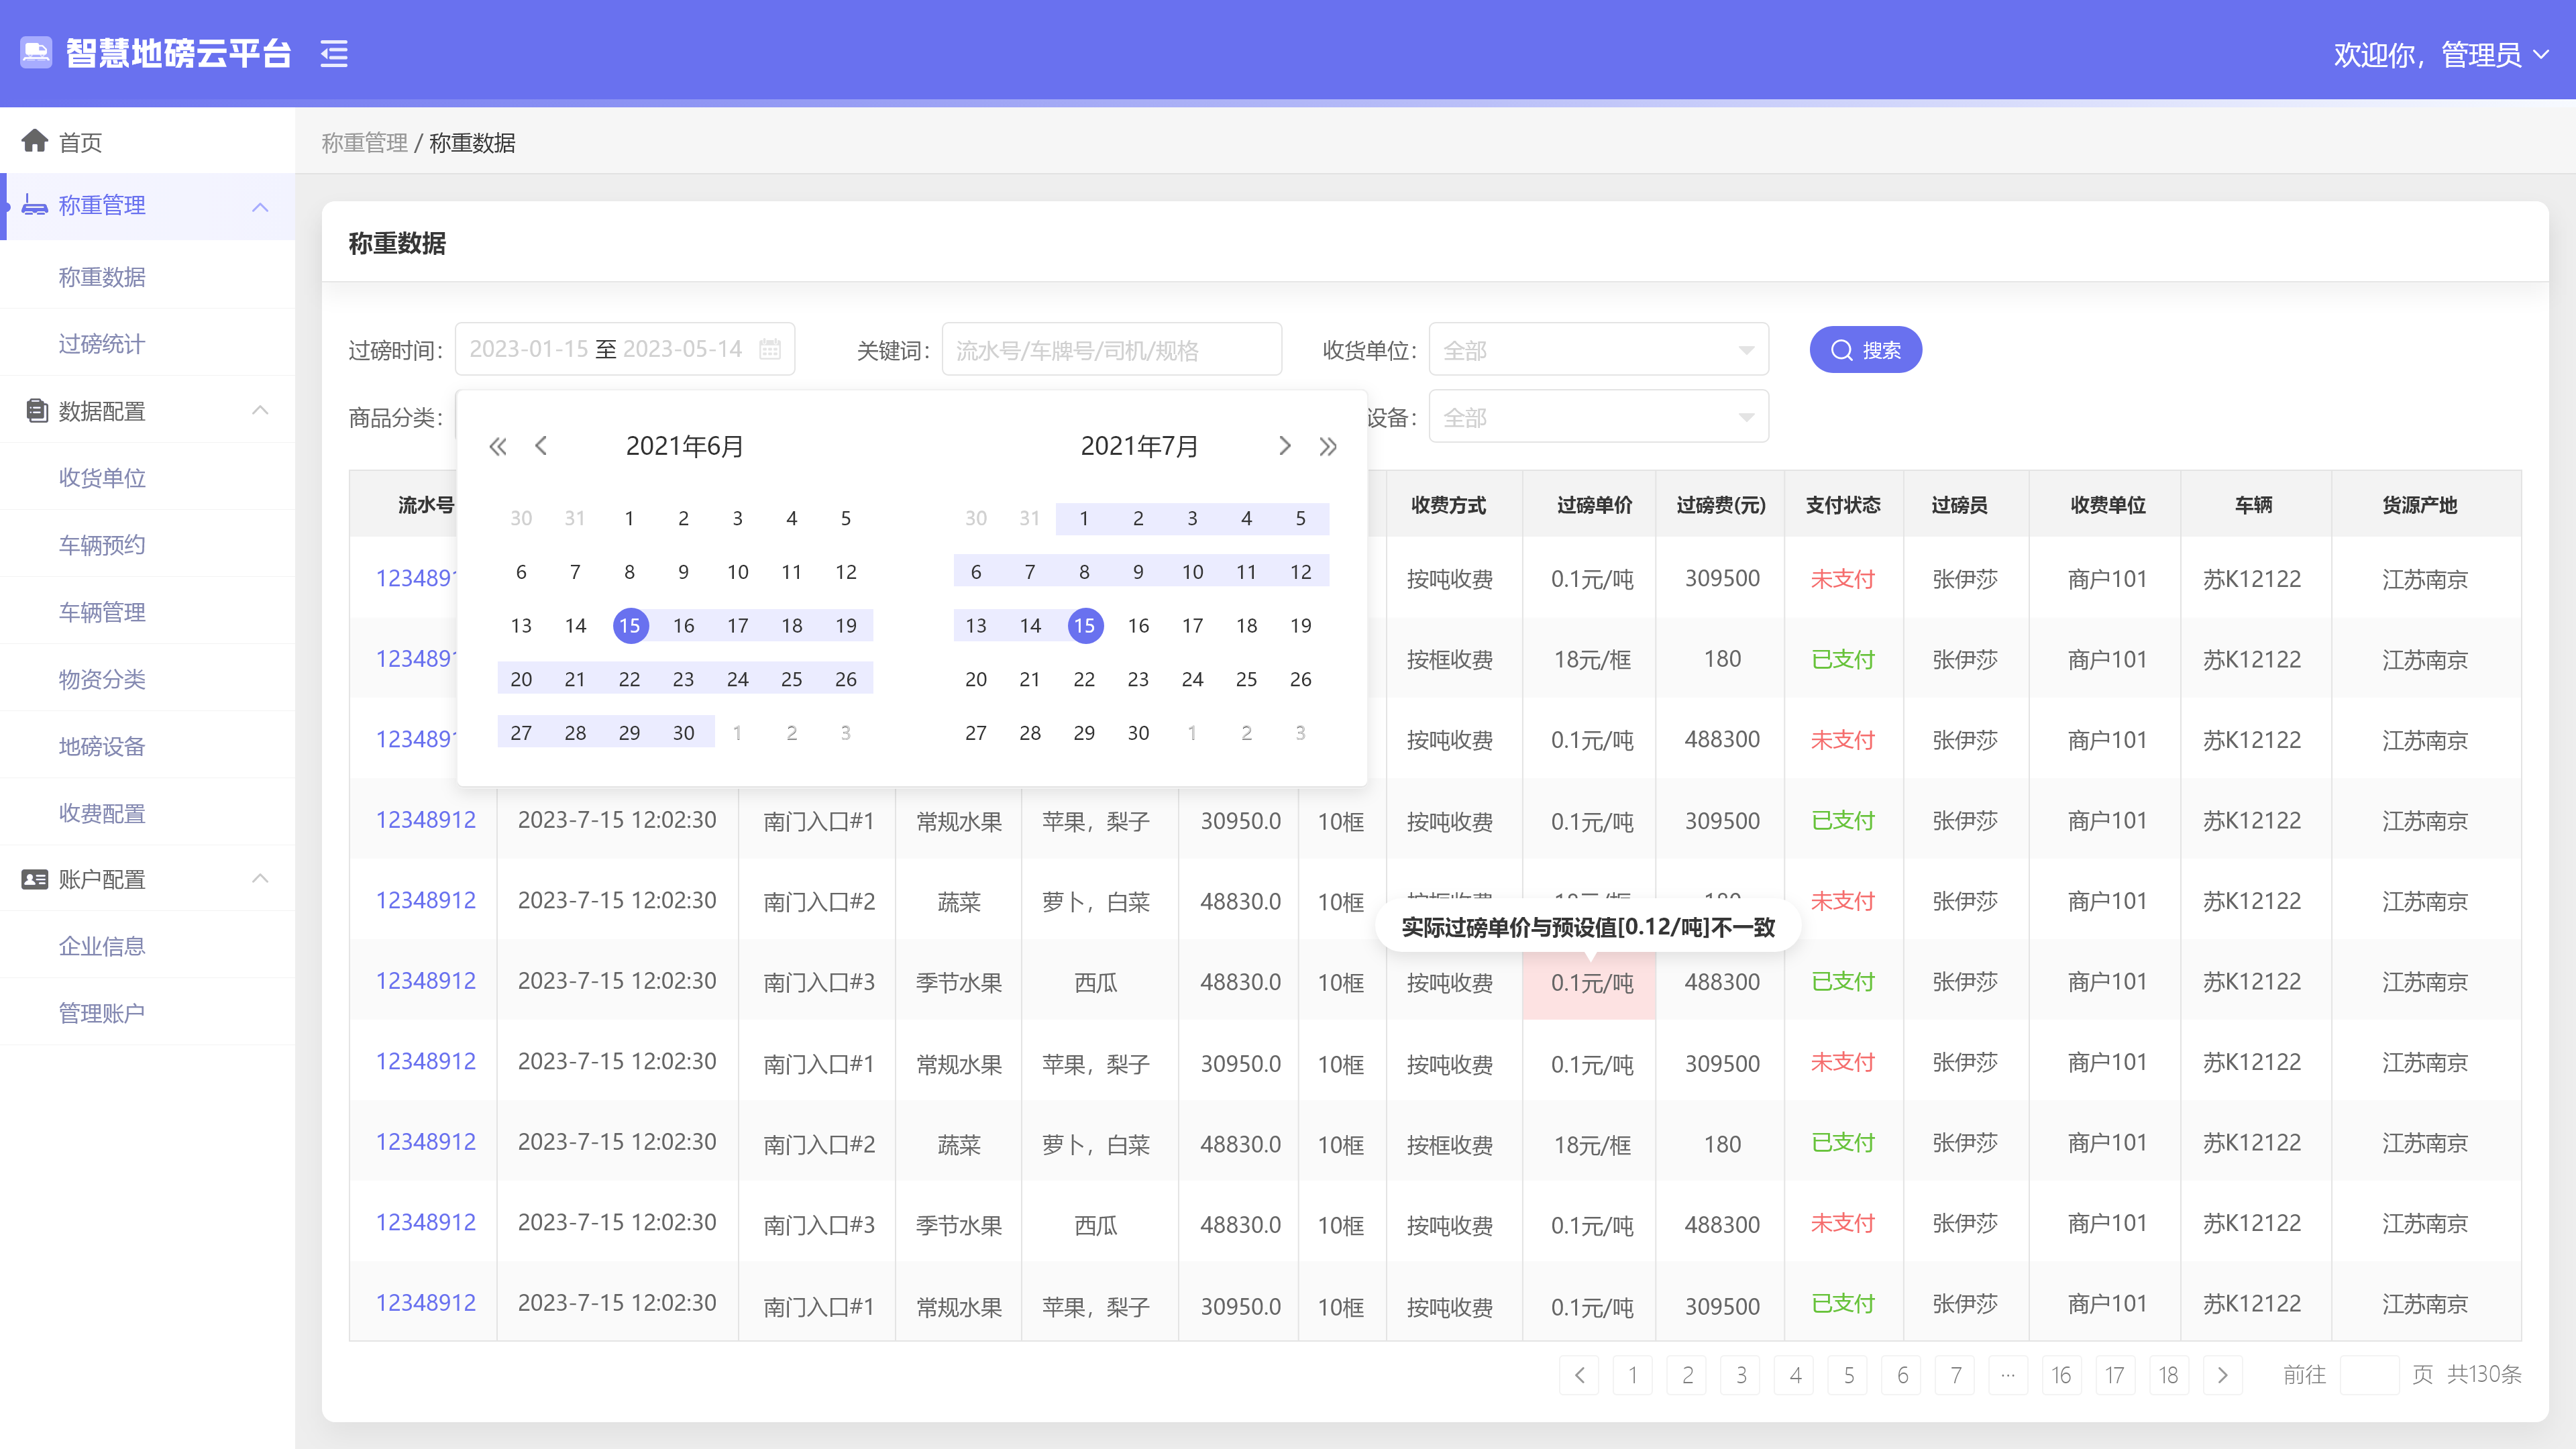 智慧地磅云平台
欢迎你，管理员
首页
称重管理
称重数据
过磅统计
数据配置
收货单位
车辆预约
车辆管理
物资分类
地磅设备
收费配置
账户配置
企业信息
管理账户
称重管理 / 称重数据
称重数据
过磅时间： 2023-01-15 至 2023-05-14 关键词： 流水号/车牌号/司机/规格 收货单位： 全部 搜索
商品分类： 设备： 全部
2021年6月 2021年7月
30 31 1 2 3 4 5 30 31 1 2 3 4 5
6 7 8 9 10 11 12 6 7 8 9 10 11 12
13 14 15 16 17 18 19 13 14 15 16 17 18 19
20 21 22 23 24 25 26 20 21 22 23 24 25 26
27 28 29 30 1 2 3 27 28 29 30 1 2 3
流水号 收费方式 过磅单价 过磅费(元) 支付状态 过磅员 收费单位 车辆 货源产地
1234891 按吨收费 0.1元/吨 309500 未支付 张伊莎 商户101 苏K12122 江苏南京
1234891 按框收费 18元/框 180 已支付 张伊莎 商户101 苏K12122 江苏南京
1234891 按吨收费 0.1元/吨 488300 未支付 张伊莎 商户101 苏K12122 江苏南京
12348912 2023-7-15 12:02:30 南门入口#1 常规水果 苹果，梨子 30950.0 10框 按吨收费 0.1元/吨 309500 已支付 张伊莎 商户101 苏K12122 江苏南京
12348912 2023-7-15 12:02:30 南门入口#2 蔬菜 萝卜，白菜 48830.0 10框 未支付 张伊莎 商户101 苏K12122 江苏南京
实际过磅单价与预设值[0.12/吨]不一致
12348912 2023-7-15 12:02:30 南门入口#3 季节水果 西瓜 48830.0 10框 按吨收费 0.1元/吨 488300 已支付 张伊莎 商户101 苏K12122 江苏南京
12348912 2023-7-15 12:02:30 南门入口#1 常规水果 苹果，梨子 30950.0 10框 按吨收费 0.1元/吨 309500 未支付 张伊莎 商户101 苏K12122 江苏南京
12348912 2023-7-15 12:02:30 南门入口#2 蔬菜 萝卜，白菜 48830.0 10框 按框收费 18元/框 180 已支付 张伊莎 商户101 苏K12122 江苏南京
12348912 2023-7-15 12:02:30 南门入口#3 季节水果 西瓜 48830.0 10框 按吨收费 0.1元/吨 488300 未支付 张伊莎 商户101 苏K12122 江苏南京
12348912 2023-7-15 12:02:30 南门入口#1 常规水果 苹果，梨子 30950.0 10框 按吨收费 0.1元/吨 309500 已支付 张伊莎 商户101 苏K12122 江苏南京
1 2 3 4 5 6 7 ··· 16 17 18 前往 页 共130条